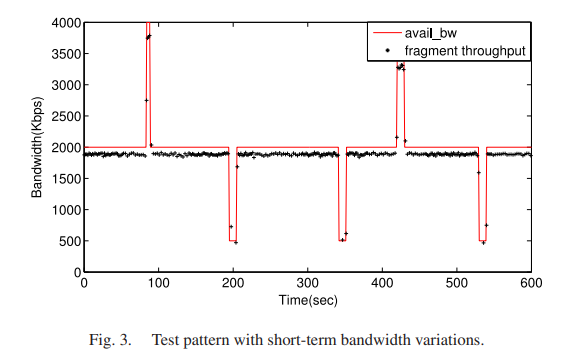 4000
3500
3000
2500
2000
1500
1000
500
0
Bandwidth(Kbps)
avail_bw
fragment throughput
0 100 200 300 400 500 600
Time(sec)
Fig. 3. Test pattern with short-term bandwidth variations.